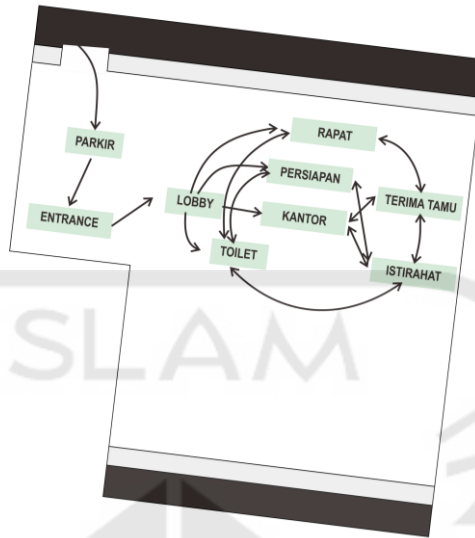 RAPAT
PARKIR
PERSIAPAN
LOBBY
TERIMA TAMU
ENTRANCE
KANTOR
TOILET
ISTIRAHAT
SLAM